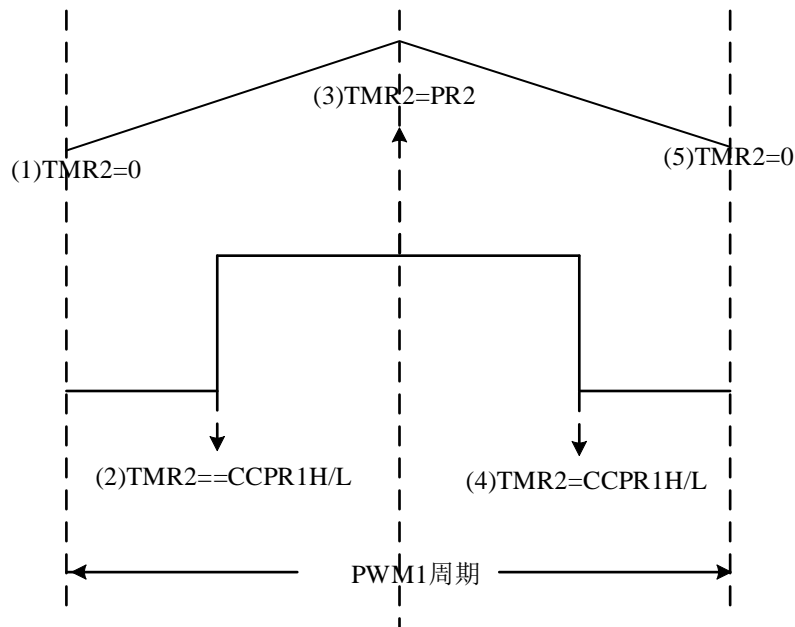 (3)TMR2=PR2
(1)TMR2=0
(5)TMR2=0
(2)TMR2==CCPR1H/L
(4)TMR2=CCPR1H/L
PWM1周期